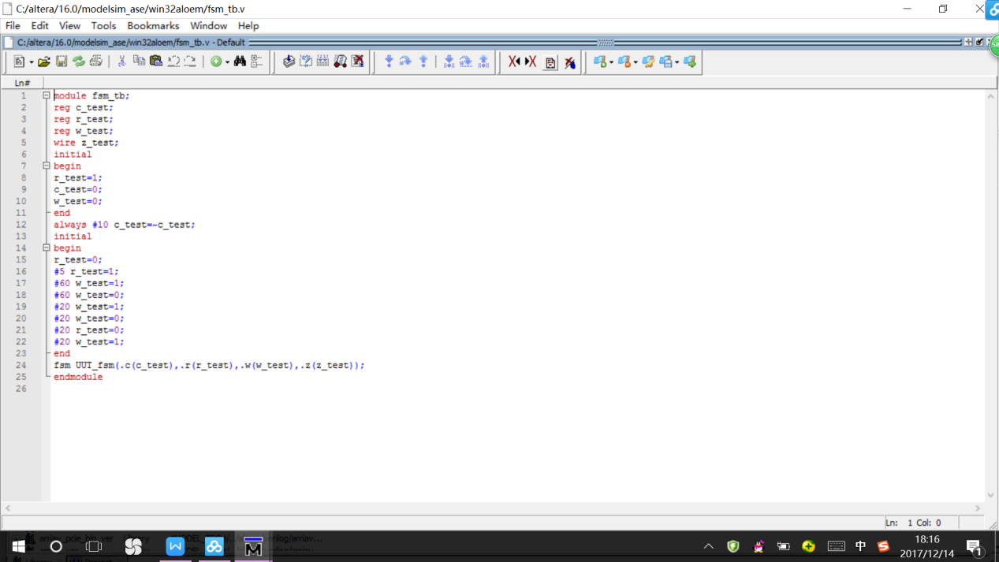 C:/altera/16.0/modelsim_ase/win32aloem/fsm_tb.v
File Edit View Tools Bookmarks Window Help
C:/altera/16.0/modelsim_ase/win32aloem/fsm_tb.v - Default
Ln#
1 module fsm_tb;
2 reg c_test;
3 reg r_test;
4 reg w_test;
5 wire z_test;
6 initial
7 begin
8 r_test=1;
9 c_test=0;
10 w_test=0;
11 end
12 always #10 c_test=~c_test;
13 initial
14 begin
15 r_test=0;
16 #5 r_test=1;
17 #60 w_test=1;
18 #60 w_test=0;
19 #20 w_test=1;
20 #20 w_test=0;
21 #20 r_test=0;
22 #20 w_test=1;
23 end
24 fsm UUT_fsm(.c(c_test),.r(r_test),.w(w_test),.z(z_test));
25 endmodule
26
Ln: 1 Col: 0
中
18:16
2017/12/14
1